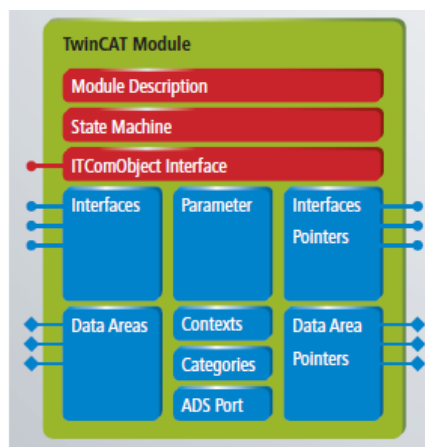 TwinCAT Module
Module Description
State Machine
ITComObject Interface
Interfaces
Parameter
Interfaces
Pointers
Data Areas
Contexts
Categories
ADS Port
Data Area
Pointers